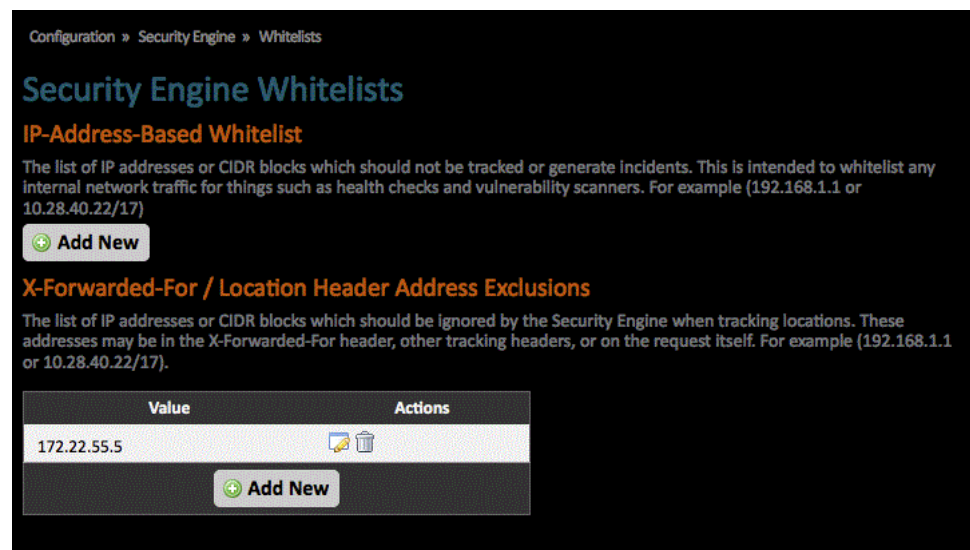 Configuration » Security Engine » Whitelists
Security Engine Whitelists
IP-Address-Based Whitelist
The list of IP addresses or CIDR blocks which should not be tracked or generate incidents. This is intended to whitelist any
internal network traffic for things such as health checks and vulnerability scanners. For example (192.168.1.1 or
10.28.40.22/17)
Add New
X-Forwarded-For / Location Header Address Exclusions
The list of IP addresses or CIDR blocks which should be ignored by the Security Engine when tracking locations. These
addresses may be in the X-Forwarded-For header, other tracking headers, or on the request itself. For example (192.168.1.1
or 10.28.40.22/17).
Value Actions
172.22.55.5
Add New